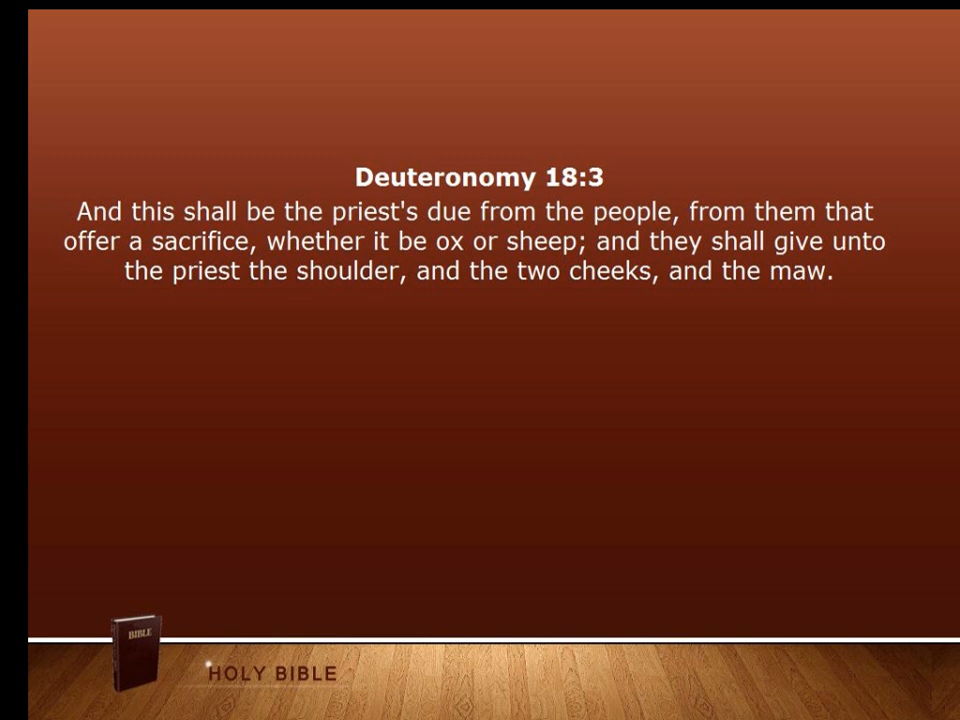 Deuteronomy 18:3
And this shall be the priest's due from the people, from them that
offer a sacrifice, whether it be ox or sheep; and they shall give unto
the priest the shoulder, and the two cheeks, and the maw.
BIBLE
HOLY BIBLE